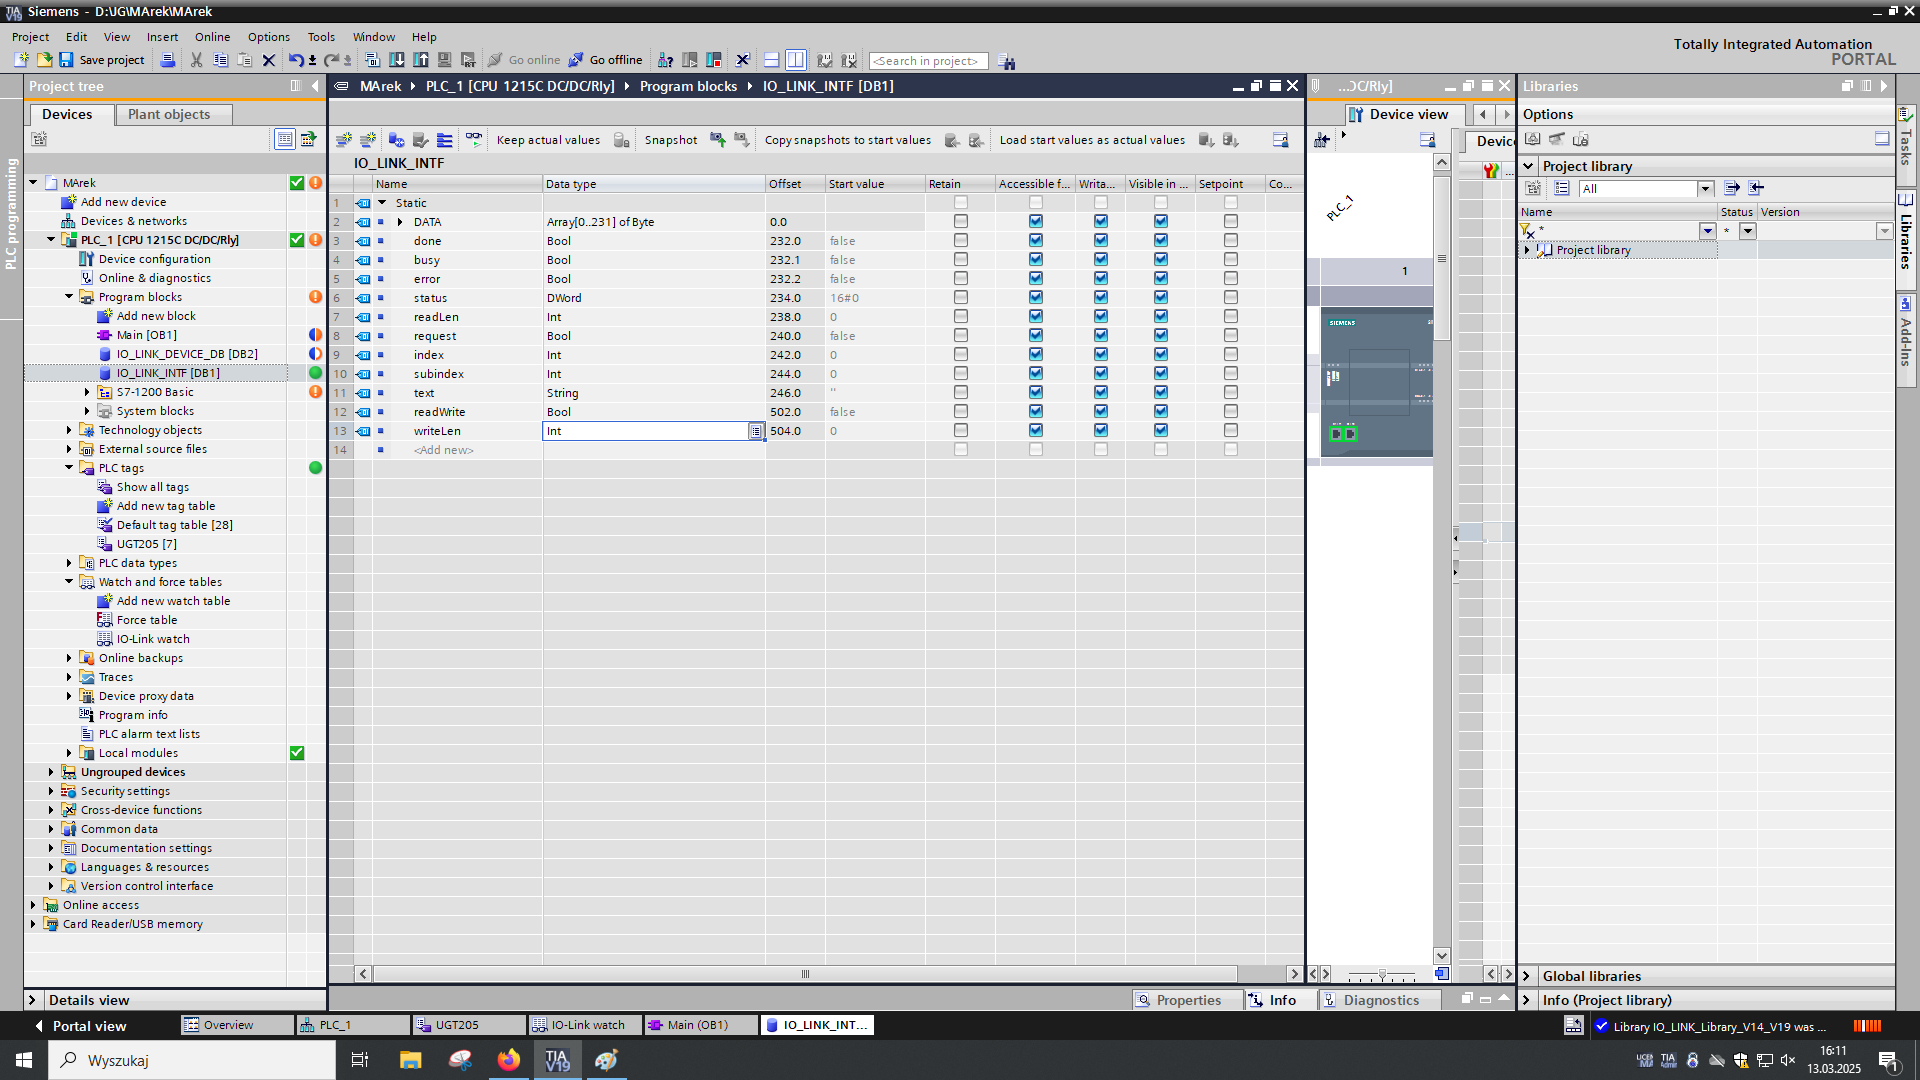 Siemens - D:\JG\MArek\MArek
Project Edit View Insert Online Options Tools Window Help
Totally Integrated Automation
PORTAL
Save project
Go online
Go offline
<Search in project>
Project tree
MArek PLC_1 [CPU 1215C DC/DC/Rly] Program blocks IO_LINK_INTF [DB1]
...DC/Rly]
Libraries
Devices Plant objects
Device view
Options
Keep actual values Snapshot Copy snapshots to start values Load start values as actual values
IO_LINK_INTF
Project library
All
Name Data type Offset Start value Retain Accessible f... Writa... Visible in ... Setpoint Co...
1 Static
2 DATA Array[0..231] of Byte 0.0
3 done Bool 232.0 false
4 busy Bool 232.1 false
5 error Bool 232.2 false
6 status DWord 234.0 16#0
7 readLen Int 238.0 0
8 request Bool 240.0 false
9 index Int 242.0 0
10 subindex Int 244.0 0
11 text String 246.0 ''
12 readWrite Bool 502.0 false
13 writeLen Int 504.0 0
14 <Add new>
MArek
Add new device
Devices & networks
PLC_1 [CPU 1215C DC/DC/Rly]
Device configuration
Online & diagnostics
Program blocks
Add new block
Main [OB1]
IO_LINK_DEVICE_DB [DB2]
IO_LINK_INTF [DB1]
S7-1200 Basic
System blocks
Technology objects
External source files
PLC tags
Show all tags
Add new tag table
Default tag table [28]
UGT205 [7]
PLC data types
Watch and force tables
Add new watch table
Force table
IO-Link watch
Online backups
Traces
Device proxy data
Program info
PLC alarm text lists
Local modules
Ungrouped devices
Security settings
Cross-device functions
Common data
Documentation settings
Languages & resources
Version control interface
Online access
Card Reader/USB memory
Details view
PLC programming
PLC_1
1
SIEMENS
Name Status Version
* *
Project library
Global libraries
Info (Project library)
Tasks
Libraries
Add-Ins
Properties Info Diagnostics
Portal view Overview PLC_1 UGT205 IO-Link watch Main (OB1) IO_LINK_INT...
Library IO_LINK_Library_V14_V19 was ...
Wyszukaj
TIA V19
16:11
13.03.2025
1